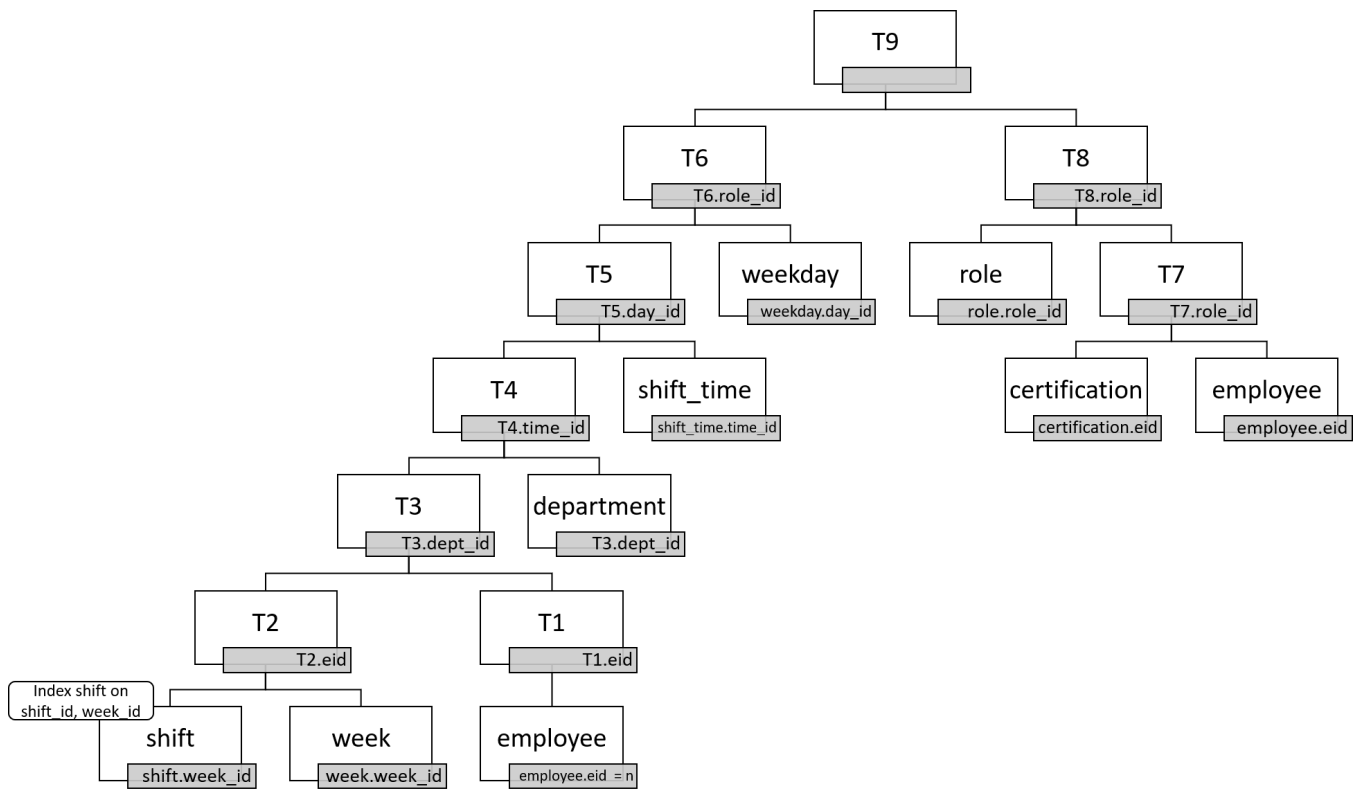 T9
T6
T8
T6.role_id
T8.role_id
T5
weekday
role
T7
T5.day_id
weekday.day_id
role.role_id
T7.role_id
T4
shift_time
certification
employee
T4.time_id
shift_time.time_id
certification.eid
employee.eid
T3
department
T3.dept_id
T3.dept_id
T2
T1
T2.eid
T1.eid
Index shift on
shift_id, week_id
shift
week
employee
shift.week_id
week.week_id
employee.eid = n